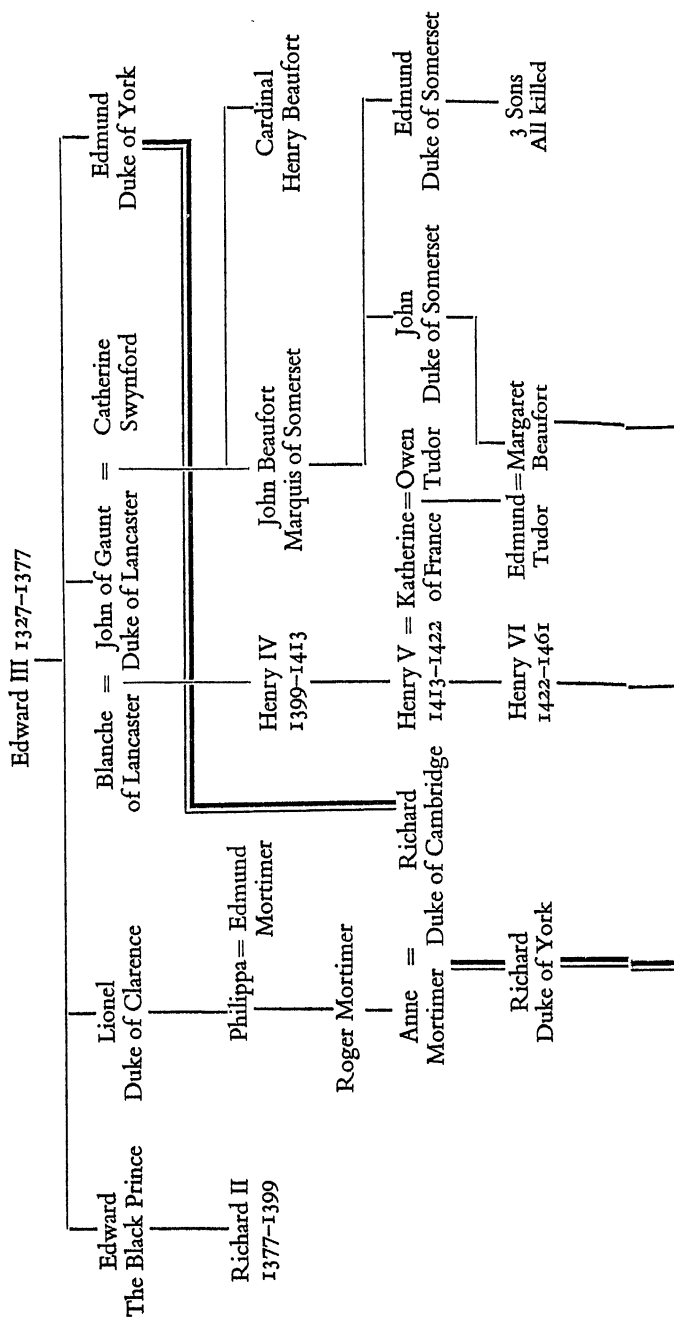 Edward III 1327–1377
Edward
The Black Prince
Lionel
Duke of Clarence
Blanche = John of Gaunt = Catherine
of Lancaster Duke of Lancaster Swynford
Edmund
Duke of York
Richard II
1377–1399
Philippa = Edmund
Mortimer
Henry IV
1399–1413
John Beaufort
Marquis of Somerset
Cardinal
Henry Beaufort
Roger Mortimer
Anne = Richard
Mortimer Duke of Cambridge
Henry V = Katherine = Owen
1413–1422 of France Tudor
John
Duke of Somerset
Edmund
Duke of Somerset
Richard
Duke of York
Henry VI
1422–1461
Edmund = Margaret
Tudor Beaufort
3 Sons
All killed